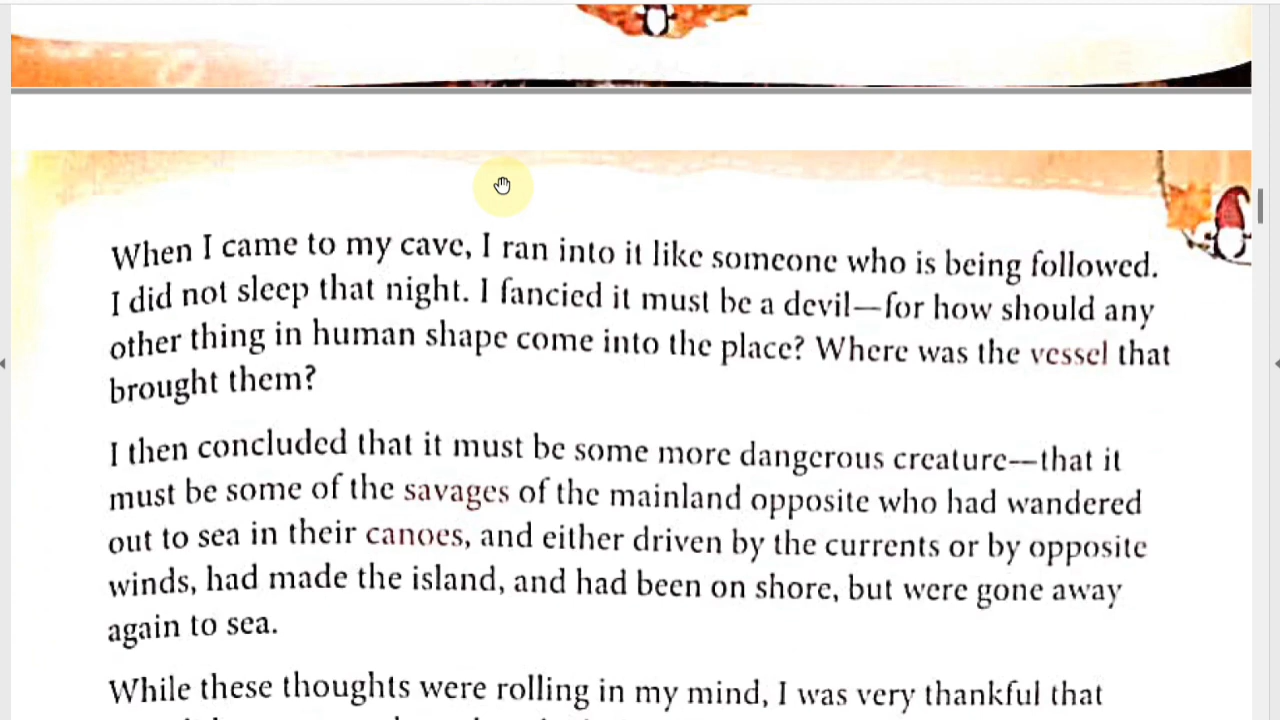 When I came to my cave, I ran into it like someone who is being followed.
I did not sleep that night. I fancied it must be a devil—for how should any
other thing in human shape come into the place? Where was the vessel that
brought them?
I then concluded that it must be some more dangerous creature—that it
must be some of the savages of the mainland opposite who had wandered
out to sea in their canoes, and either driven by the currents or by opposite
winds, had made the island, and had been on shore, but were gone away
again to sea.
While these thoughts were rolling in my mind, I was very thankful that